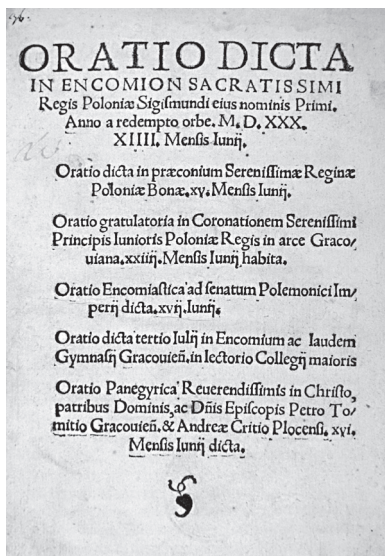 ORATIO DICTA
IN ENCOMION SACRATISSIMI
Regis Poloniæ Sigiſmundi eius nominis Primi.
Anno a redempto orbe. M. D. XXX.
XIIII. Menſis Iunĳ.
Oratio dicta in præconium Sereniſſimæ Reginæ
Poloniæ Bonæ. xv. Menſis Iunĳ.
Oratio gratulatoria in Coronationem Sereniſſimi
Principis Iunioris Poloniæ Regis in arce Graco/
uiana. xxiiĳ. Menſis Iunĳ habita.
Oratio Encomiaſtica ad ſenatum Polemonici Im/
perĳ dicta. xvĳ. Iunĳ.
Oratio dicta tertio Iulĳ in Encomium ac laudem
Gymnaſĳ Gracouieñ. in lectorio Collegĳ maioris
Oratio Panegyrica Reuerendiſſimis in Chriſto,
patribus Dominis, ac Dñis Epiſcopis Petro To/
mitio Gracouieñ. & Andreæ Critio Plocenſi. xvi.
Menſis Iunĳ dicta.